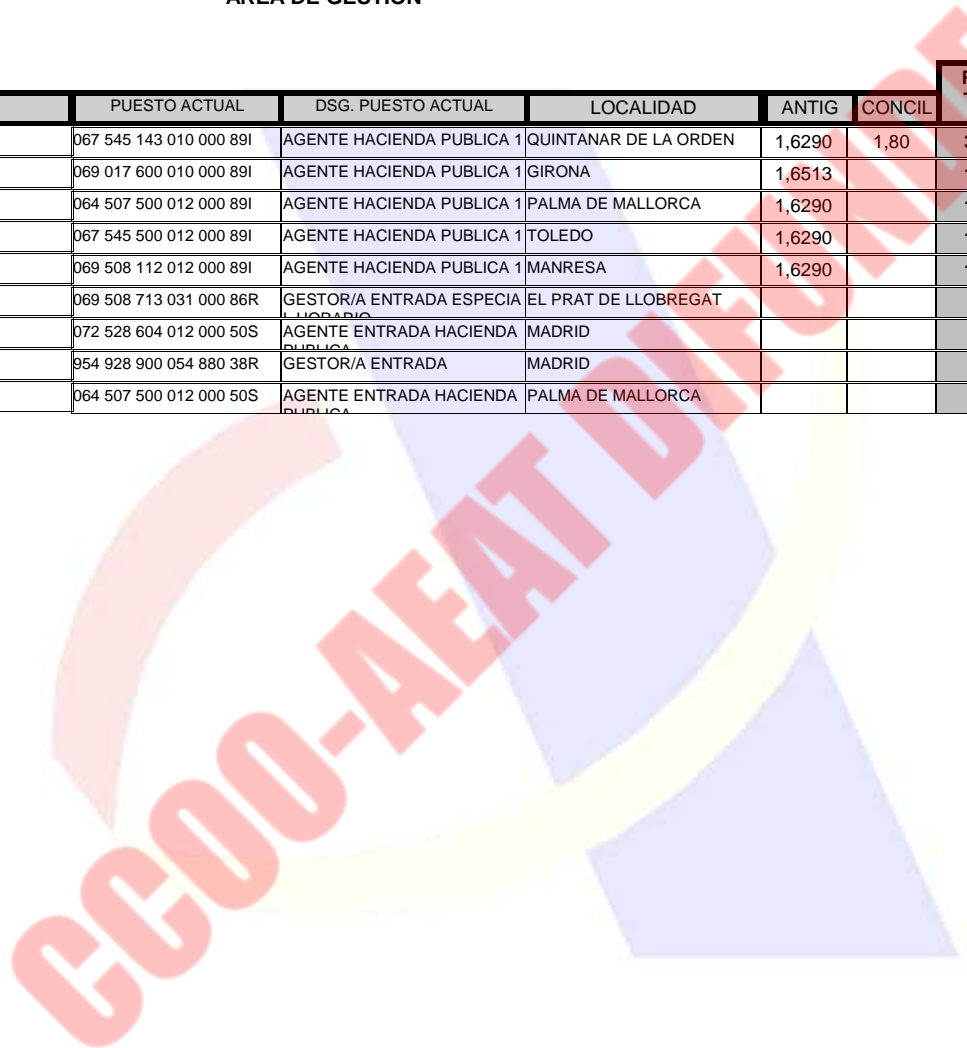 AREA DE GESTION
PUESTO ACTUAL DSG. PUESTO ACTUAL LOCALIDAD ANTIG CONCIL
067 545 143 010 000 89I AGENTE HACIENDA PUBLICA 1 QUINTANAR DE LA ORDEN 1,6290 1,80
069 017 600 010 000 89I AGENTE HACIENDA PUBLICA 1 GIRONA 1,6513
064 507 500 012 000 89I AGENTE HACIENDA PUBLICA 1 PALMA DE MALLORCA 1,6290
067 545 500 012 000 89I AGENTE HACIENDA PUBLICA 1 TOLEDO 1,6290
069 508 112 012 000 89I AGENTE HACIENDA PUBLICA 1 MANRESA 1,6290
069 508 713 031 000 86R GESTOR/A ENTRADA ESPECIA EL PRAT DE LLOBREGAT
L HORARIO
072 528 604 012 000 50S AGENTE ENTRADA HACIENDA MADRID
PUBLICA
954 928 900 054 880 38R GESTOR/A ENTRADA MADRID
064 507 500 012 000 50S AGENTE ENTRADA HACIENDA PALMA DE MALLORCA
PUBLICA
CCOO-AEAT DIFUNDE